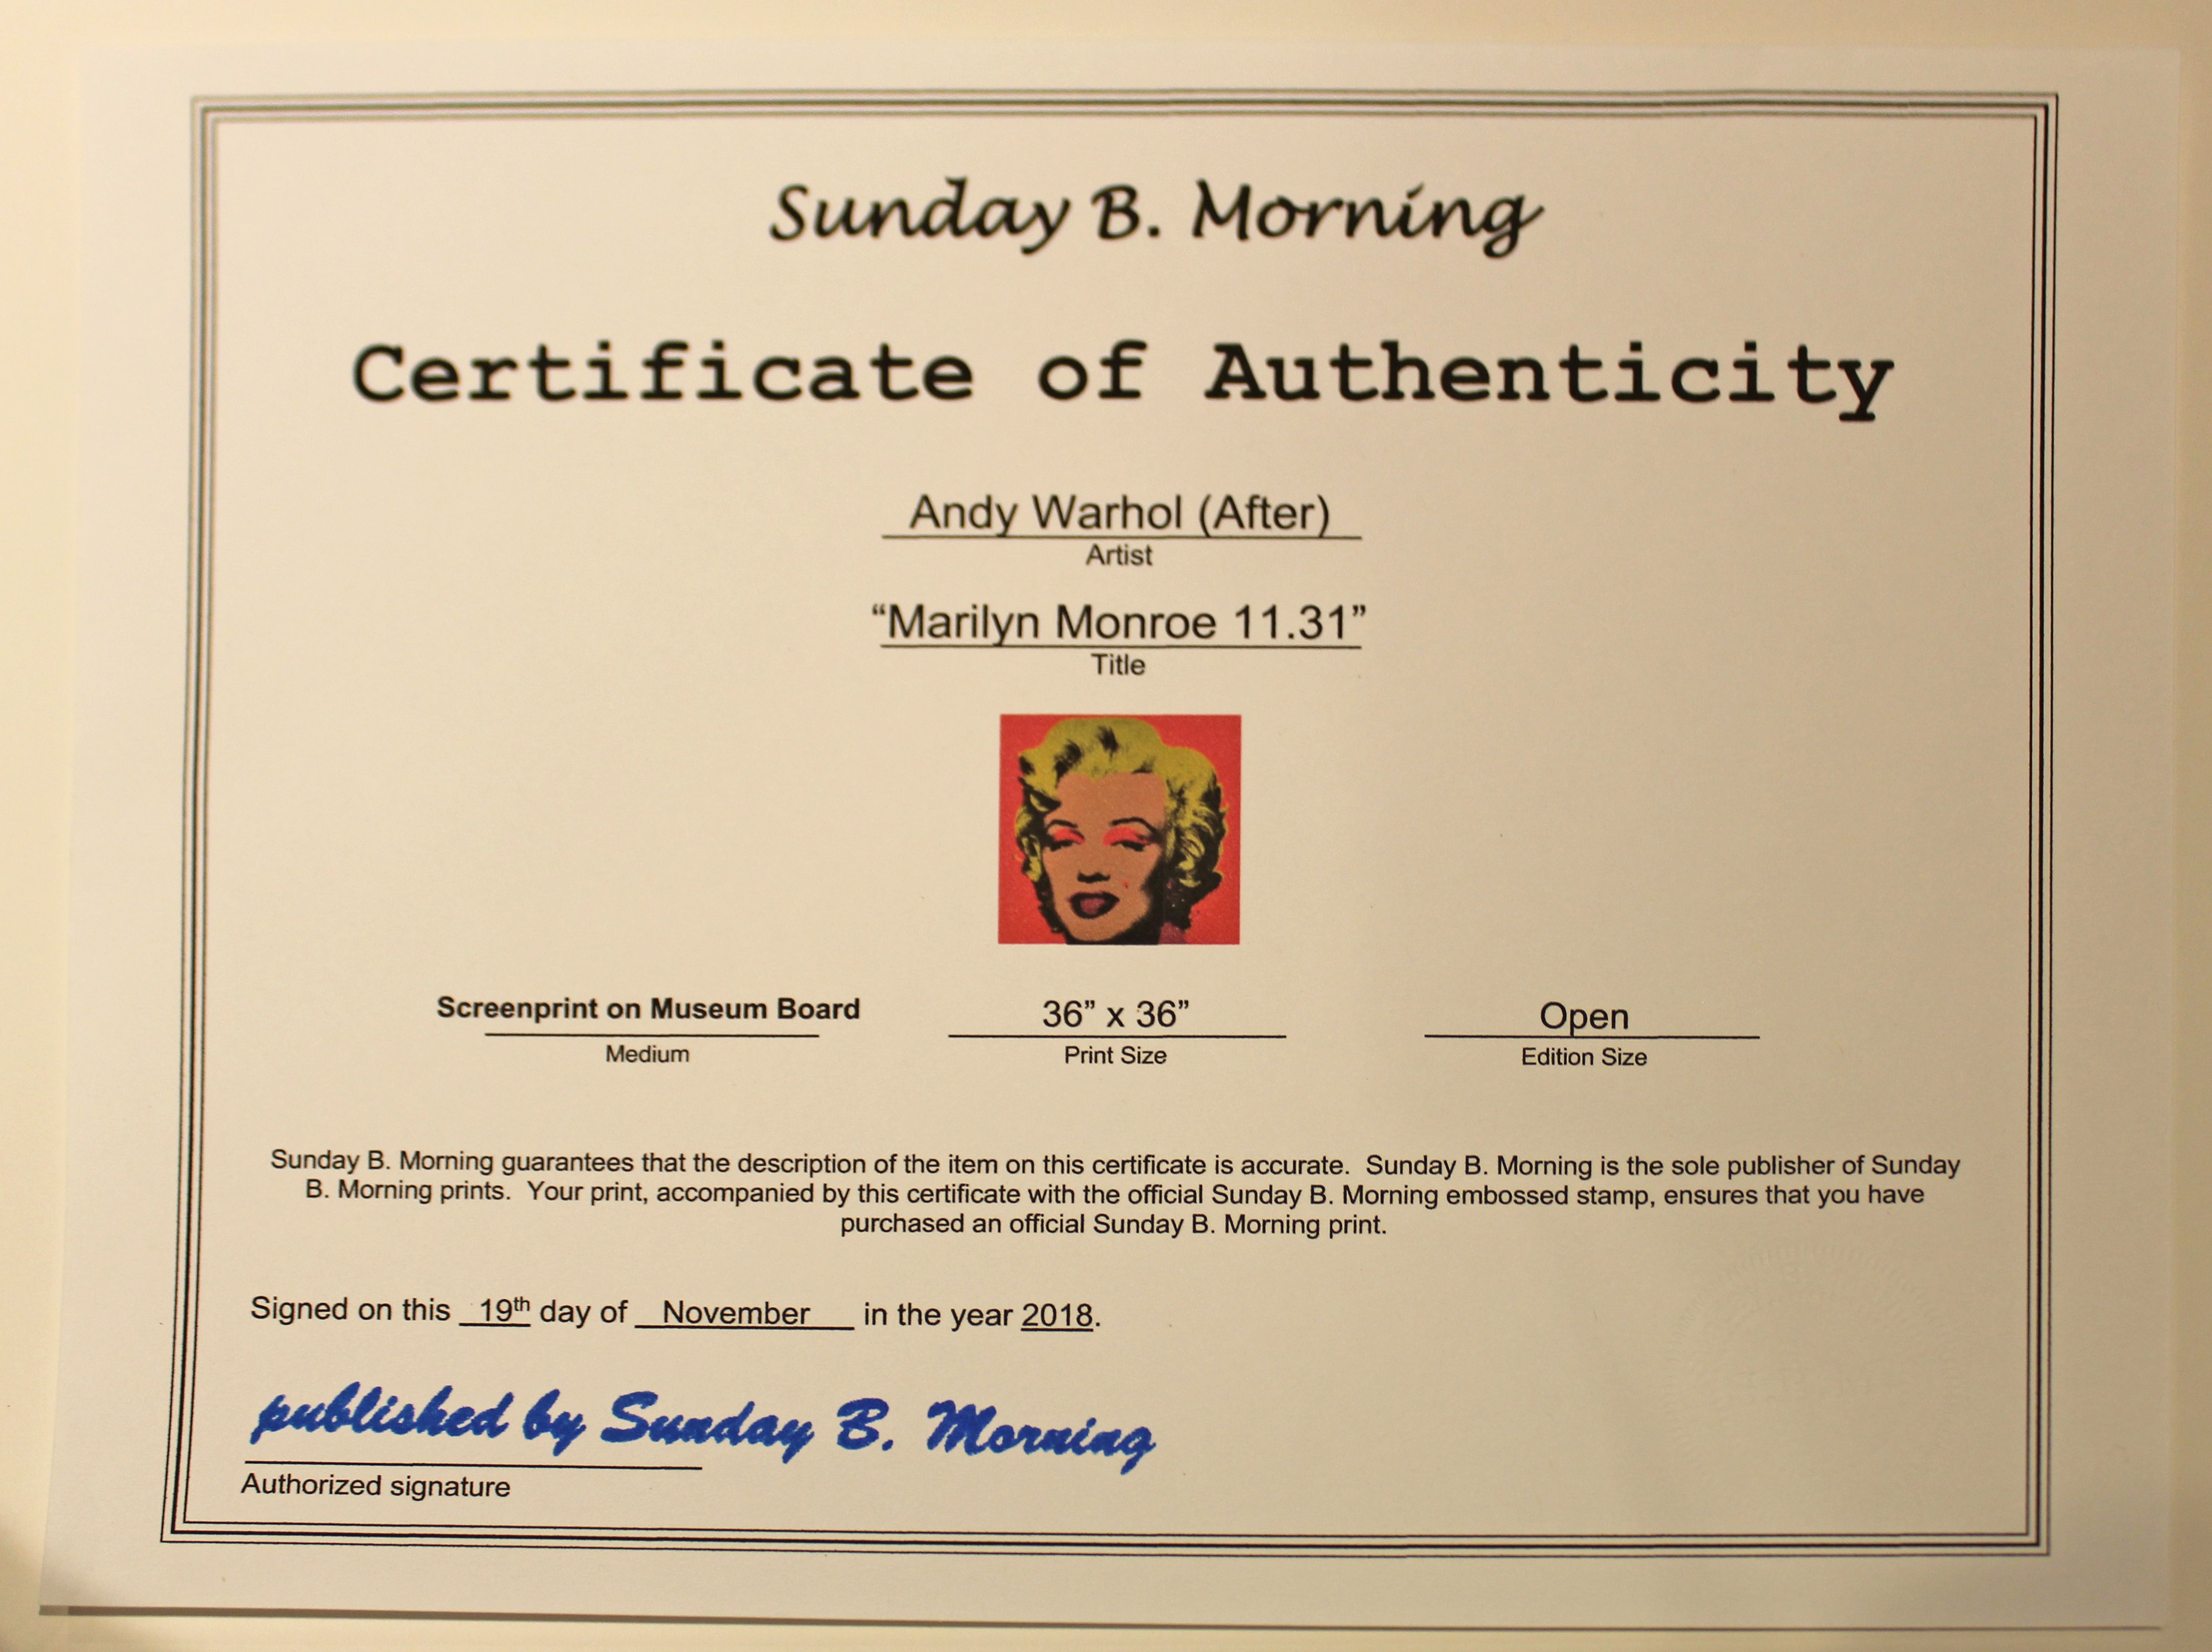 Sunday B. Morning
Certificate of Authenticity
Andy Warhol (After)
Artist
“Marilyn Monroe 11.31”
Title
Screenprint on Museum Board
Medium
36” x 36”
Print Size
Open
Edition Size
Sunday B. Morning guarantees that the description of the item on this certificate is accurate.  Sunday B. Morning is the sole publisher of Sunday
B. Morning prints.  Your print, accompanied by this certificate with the official Sunday B. Morning embossed stamp, ensures that you have
purchased an official Sunday B. Morning print.
Signed on this 19th day of November in the year 2018.
published by Sunday B. Morning
Authorized signature